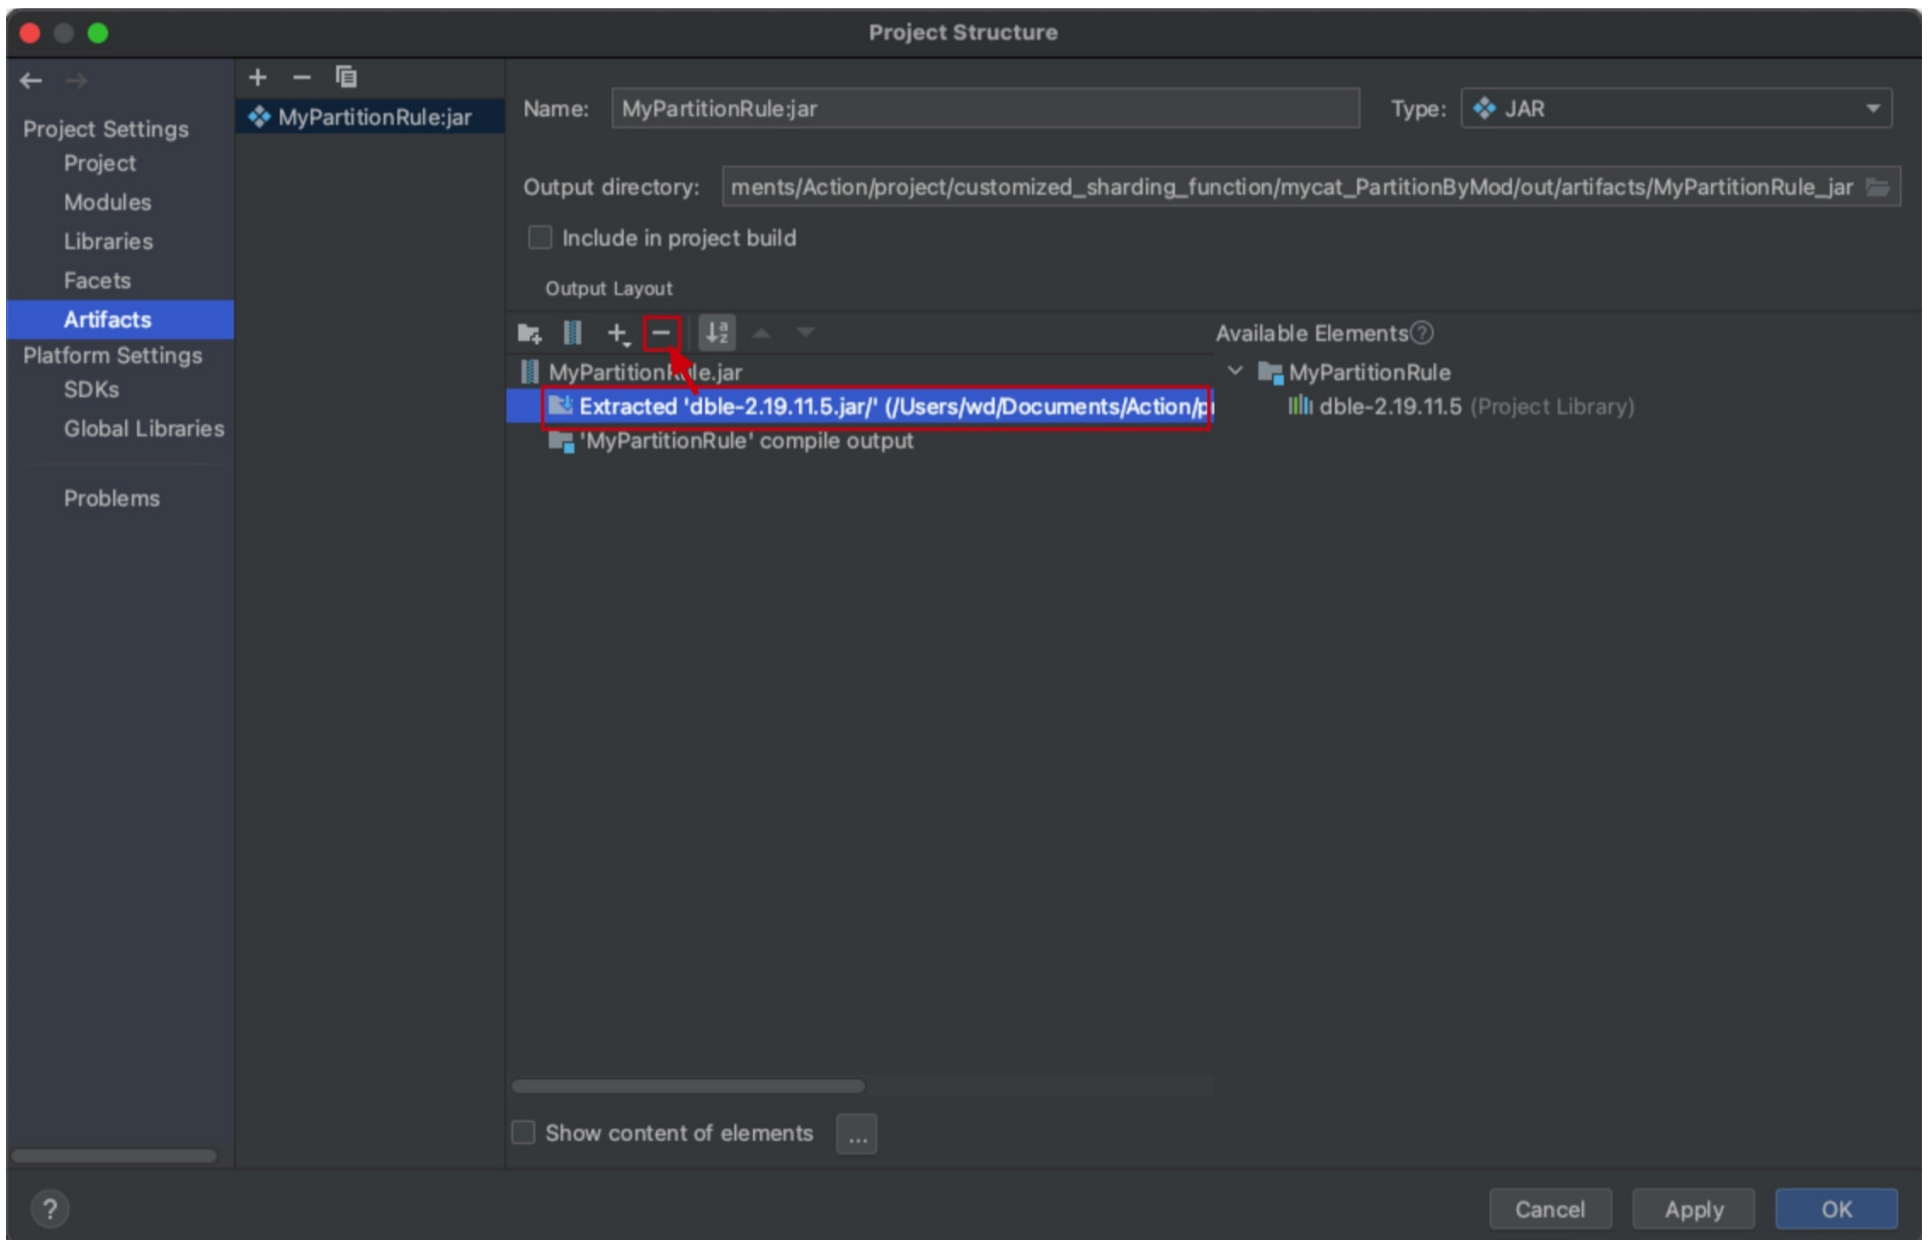 Project Structure
Project Settings
Project
Modules
Libraries
Facets
Artifacts
Platform Settings
SDKs
Global Libraries
Problems
MyPartitionRule:jar
Name: MyPartitionRule:jar Type: JAR
Output directory: ments/Action/project/customized_sharding_function/mycat_PartitionByMod/out/artifacts/MyPartitionRule_jar
Include in project build
Output Layout
Available Elements
MyPartitionRule.jar
Extracted 'dble-2.19.11.5.jar/' (/Users/wd/Documents/Action/p
'MyPartitionRule' compile output
MyPartitionRule
dble-2.19.11.5 (Project Library)
Show content of elements ...
? Cancel Apply OK